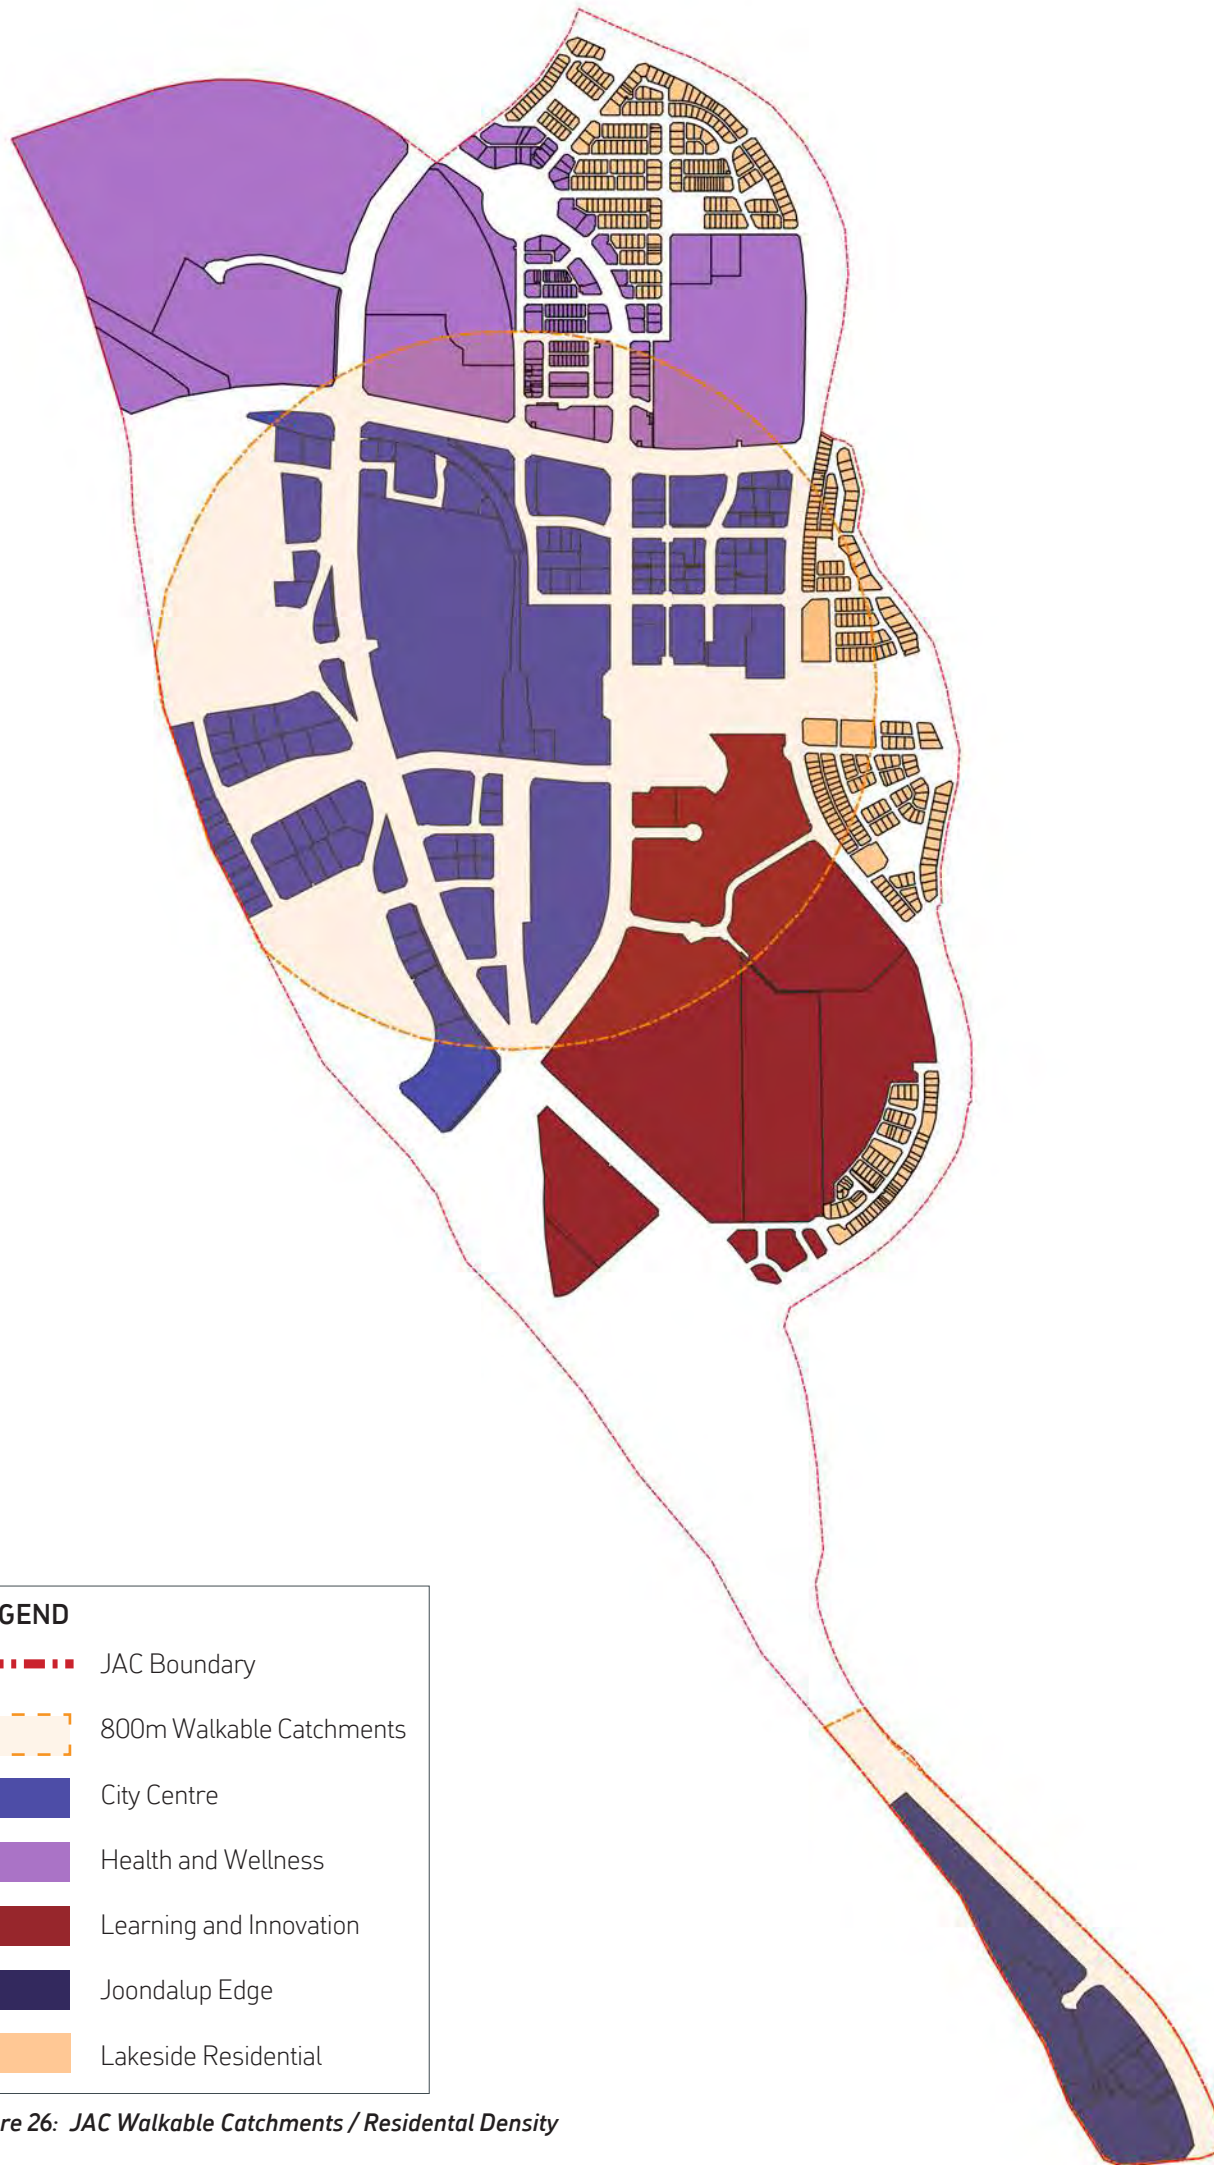 GEND
JAC Boundary
800m Walkable Catchments
City Centre
Health and Wellness
Learning and Innovation
Joondalup Edge
Lakeside Residential
re 26: JAC Walkable Catchments / Residental Density